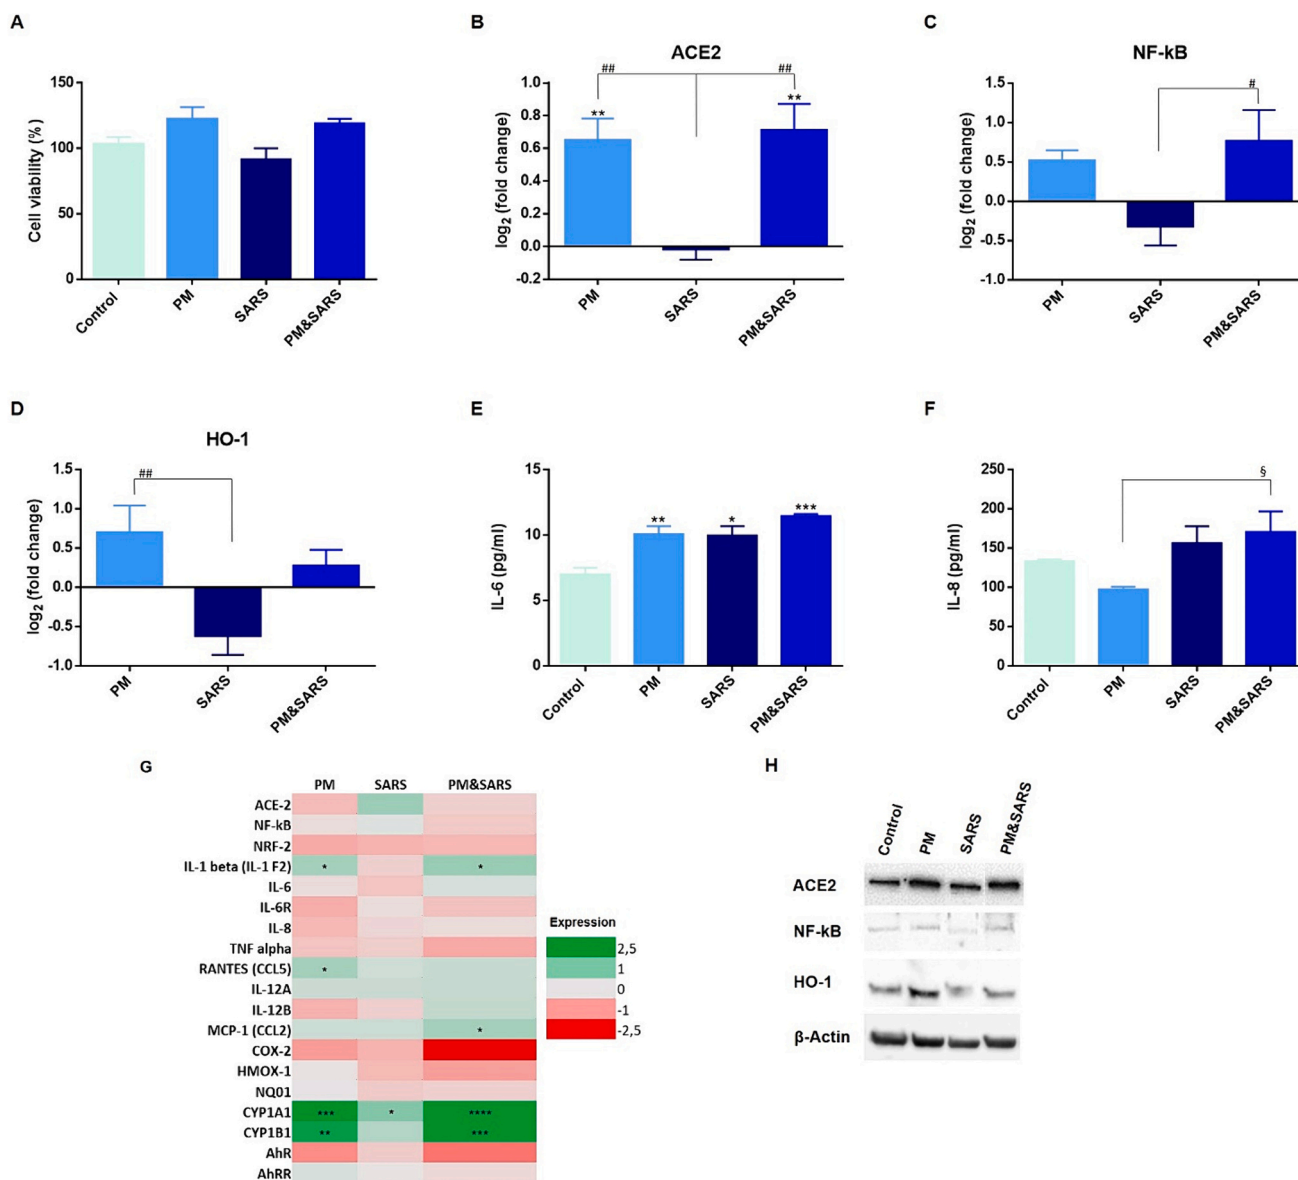 A
Cell viability (%)
150
100
50
0
Control
PM
SARS
PM&SARS
B
ACE2
log2 (fold change)
1.0
0.8
0.6
0.4
0.2
0.0
-0.2
**
##
##
**
PM
SARS
PM&SARS
C
NF-kB
log2 (fold change)
1.5
1.0
0.5
0.0
-0.5
-1.0
#
PM
SARS
PM&SARS
D
HO-1
log2 (fold change)
1.5
1.0
0.5
0.0
-0.5
-1.0
##
PM
SARS
PM&SARS
E
IL-6 (pg/ml)
15
10
5
0
**
*
***
Control
PM
SARS
PM&SARS
F
IL-8 (pg/ml)
250
200
150
100
50
0
§
Control
PM
SARS
PM&SARS
G
PM SARS PM&SARS
ACE-2
NF-kB
NRF-2
IL-1 beta (IL-1 F2) * *
IL-6
IL-6R
IL-8
TNF alpha
RANTES (CCL5) *
IL-12A
IL-12B
MCP-1 (CCL2) *
COX-2
HMOX-1
NQ01
CYP1A1 *** * ****
CYP1B1 ** ***
AhR
AhRR
Expression
2,5
1
0
-1
-2,5
H
Control PM SARS PM&SARS
ACE2
NF-kB
HO-1
β-Actin